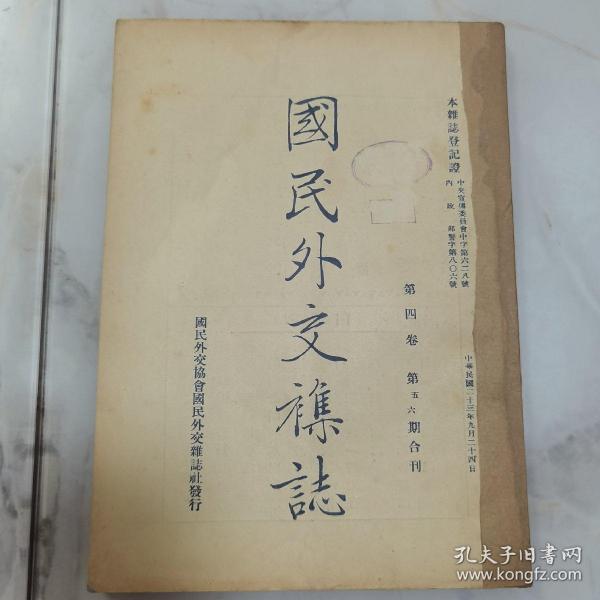 本雜誌登記證
中央宣傳委員會中字第六二八號
內政部警字第八〇六號
中華民國二十三年九月二十四日
第四卷 第五六期合刊
國民外交雜誌
國民外交協會國民外交雜誌社發行
孔夫子旧书网
www.kongfz.com